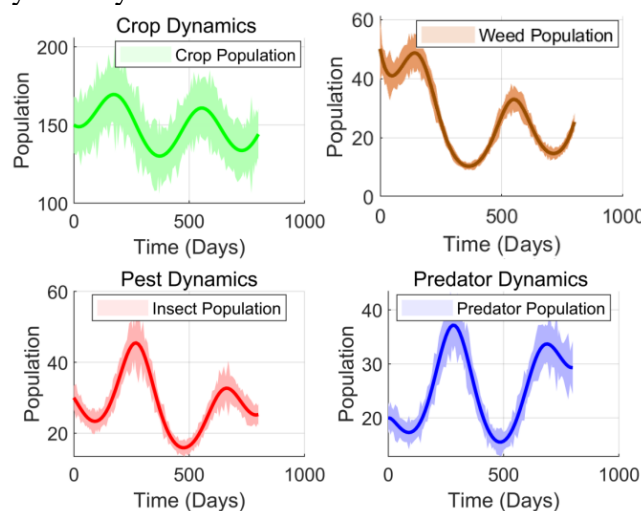 Crop Dynamics
200
Crop Population
150
100
Population
0 500 1000
Time (Days)
60
Weed Population
40
20
0
Population
0 500 1000
Time (Days)
Pest Dynamics
Insect Population
60
40
20
Population
0 500 1000
Time (Days)
Predator Dynamics
Predator Population
40
30
20
Population
0 500 1000
Time (Days)